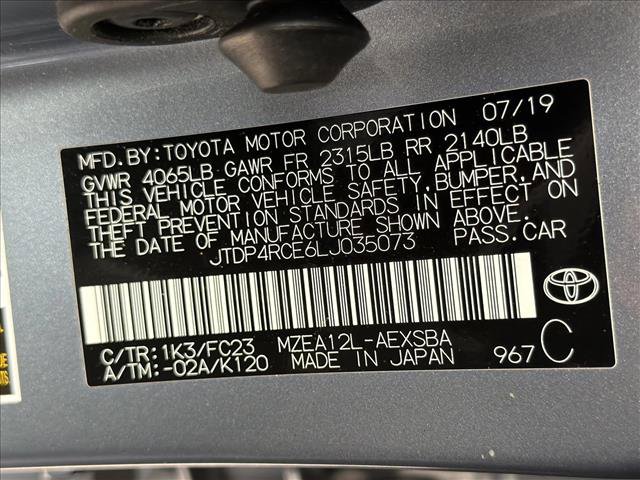 MFD.BY:TOYOTA MOTOR CORPORATION 07/19
GVWR 4065LB GAWR FR 2315LB RR 2140LB
THIS VEHICLE CONFORMS TO ALL APPLICABLE
FEDERAL MOTOR VEHICLE SAFETY,BUMPER,AND
THEFT PREVENTION STANDARDS IN EFFECT ON
THE DATE OF MANUFACTURE SHOWN ABOVE.
JTDP4RCE6LJ035073 PASS.CAR
C/TR:1K3/FC23 MZEA12L-AEXSBA
A/TM:-02A/K120 MADE IN JAPAN 967 C